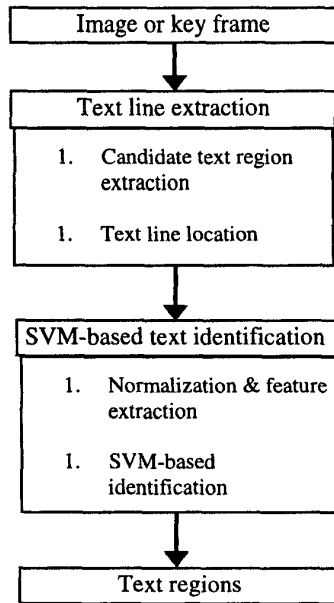 Image or key frame
Text line extraction
1. Candidate text region
extraction
1. Text line location
SVM-based text identification
1. Normalization & feature
extraction
1. SVM-based
identification
Text regions